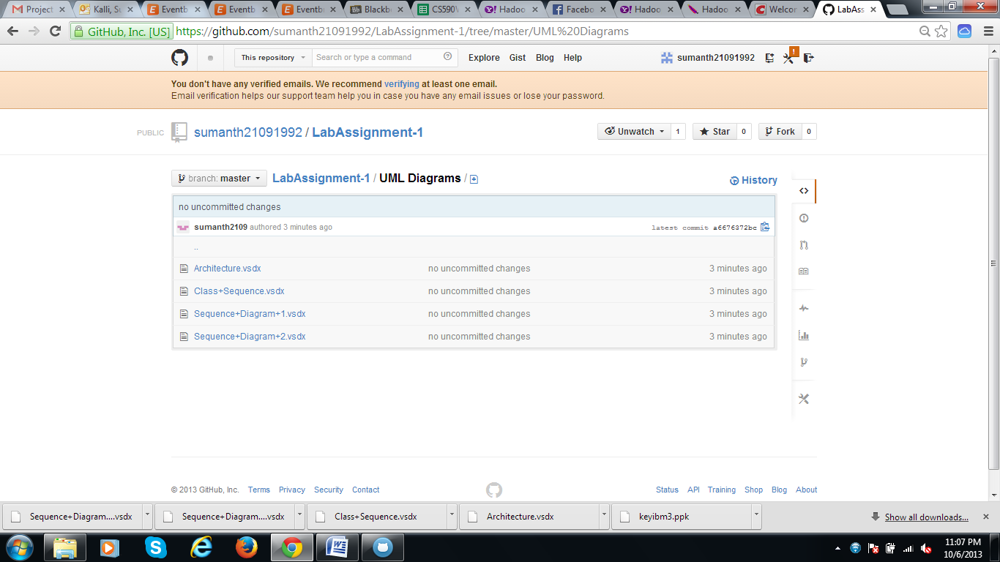 Project
Kalli, Su
Eventb
Eventb
Eventb
Eventb
Blackb
CS590V
Hadoo
Facebo
Hadoo
Hadoo
Welcom
LabAss
GitHub, Inc. [US] https://github.com/sumanth21091992/LabAssignment-1/tree/master/UML%20Diagrams
This repository Search or type a command Explore Gist Blog Help sumanth21091992 1
You don't have any verified emails. We recommend verifying at least one email.
Email verification helps our support team help you in case you have any email issues or lose your password.
PUBLIC sumanth21091992 / LabAssignment-1 Unwatch 1 Star 0 Fork 0
branch: master LabAssignment-1 / UML Diagrams / History
no uncommitted changes
sumanth2109 authored 3 minutes ago latest commit a6676372bc
..
Architecture.vsdx no uncommitted changes 3 minutes ago
Class+Sequence.vsdx no uncommitted changes 3 minutes ago
Sequence+Diagram+1.vsdx no uncommitted changes 3 minutes ago
Sequence+Diagram+2.vsdx no uncommitted changes 3 minutes ago
© 2013 GitHub, Inc. Terms Privacy Security Contact Status API Training Shop Blog About
Sequence+Diagram....vsdx Sequence+Diagram....vsdx Class+Sequence.vsdx Architecture.vsdx keyibm3.ppk Show all downloads...
11:07 PM
10/6/2013